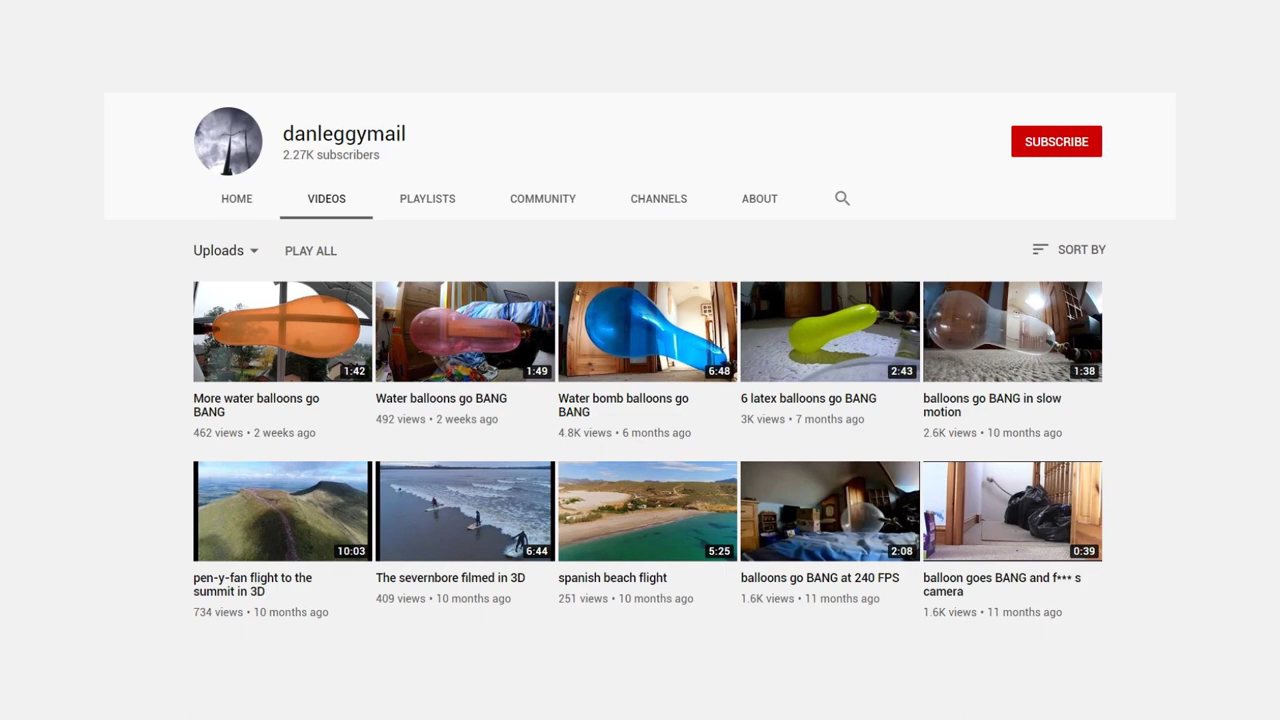 danleggymail
2.27K subscribers
SUBSCRIBE
HOME VIDEOS PLAYLISTS COMMUNITY CHANNELS ABOUT
Uploads PLAY ALL SORT BY
1:42 1:49 6:48 2:43 1:38
More water balloons go
BANG
462 views • 2 weeks ago
Water balloons go BANG
492 views • 2 weeks ago
Water bomb balloons go
BANG
4.8K views • 6 months ago
6 latex balloons go BANG
3K views • 7 months ago
balloons go BANG in slow
motion
2.6K views • 10 months ago
10:03 6:44 5:25 2:08 0:39
pen-y-fan flight to the
summit in 3D
734 views • 10 months ago
The severnbore filmed in 3D
409 views • 10 months ago
spanish beach flight
251 views • 10 months ago
balloons go BANG at 240 FPS
1.6K views • 11 months ago
balloon goes BANG and f*** s
camera
1.6K views • 11 months ago